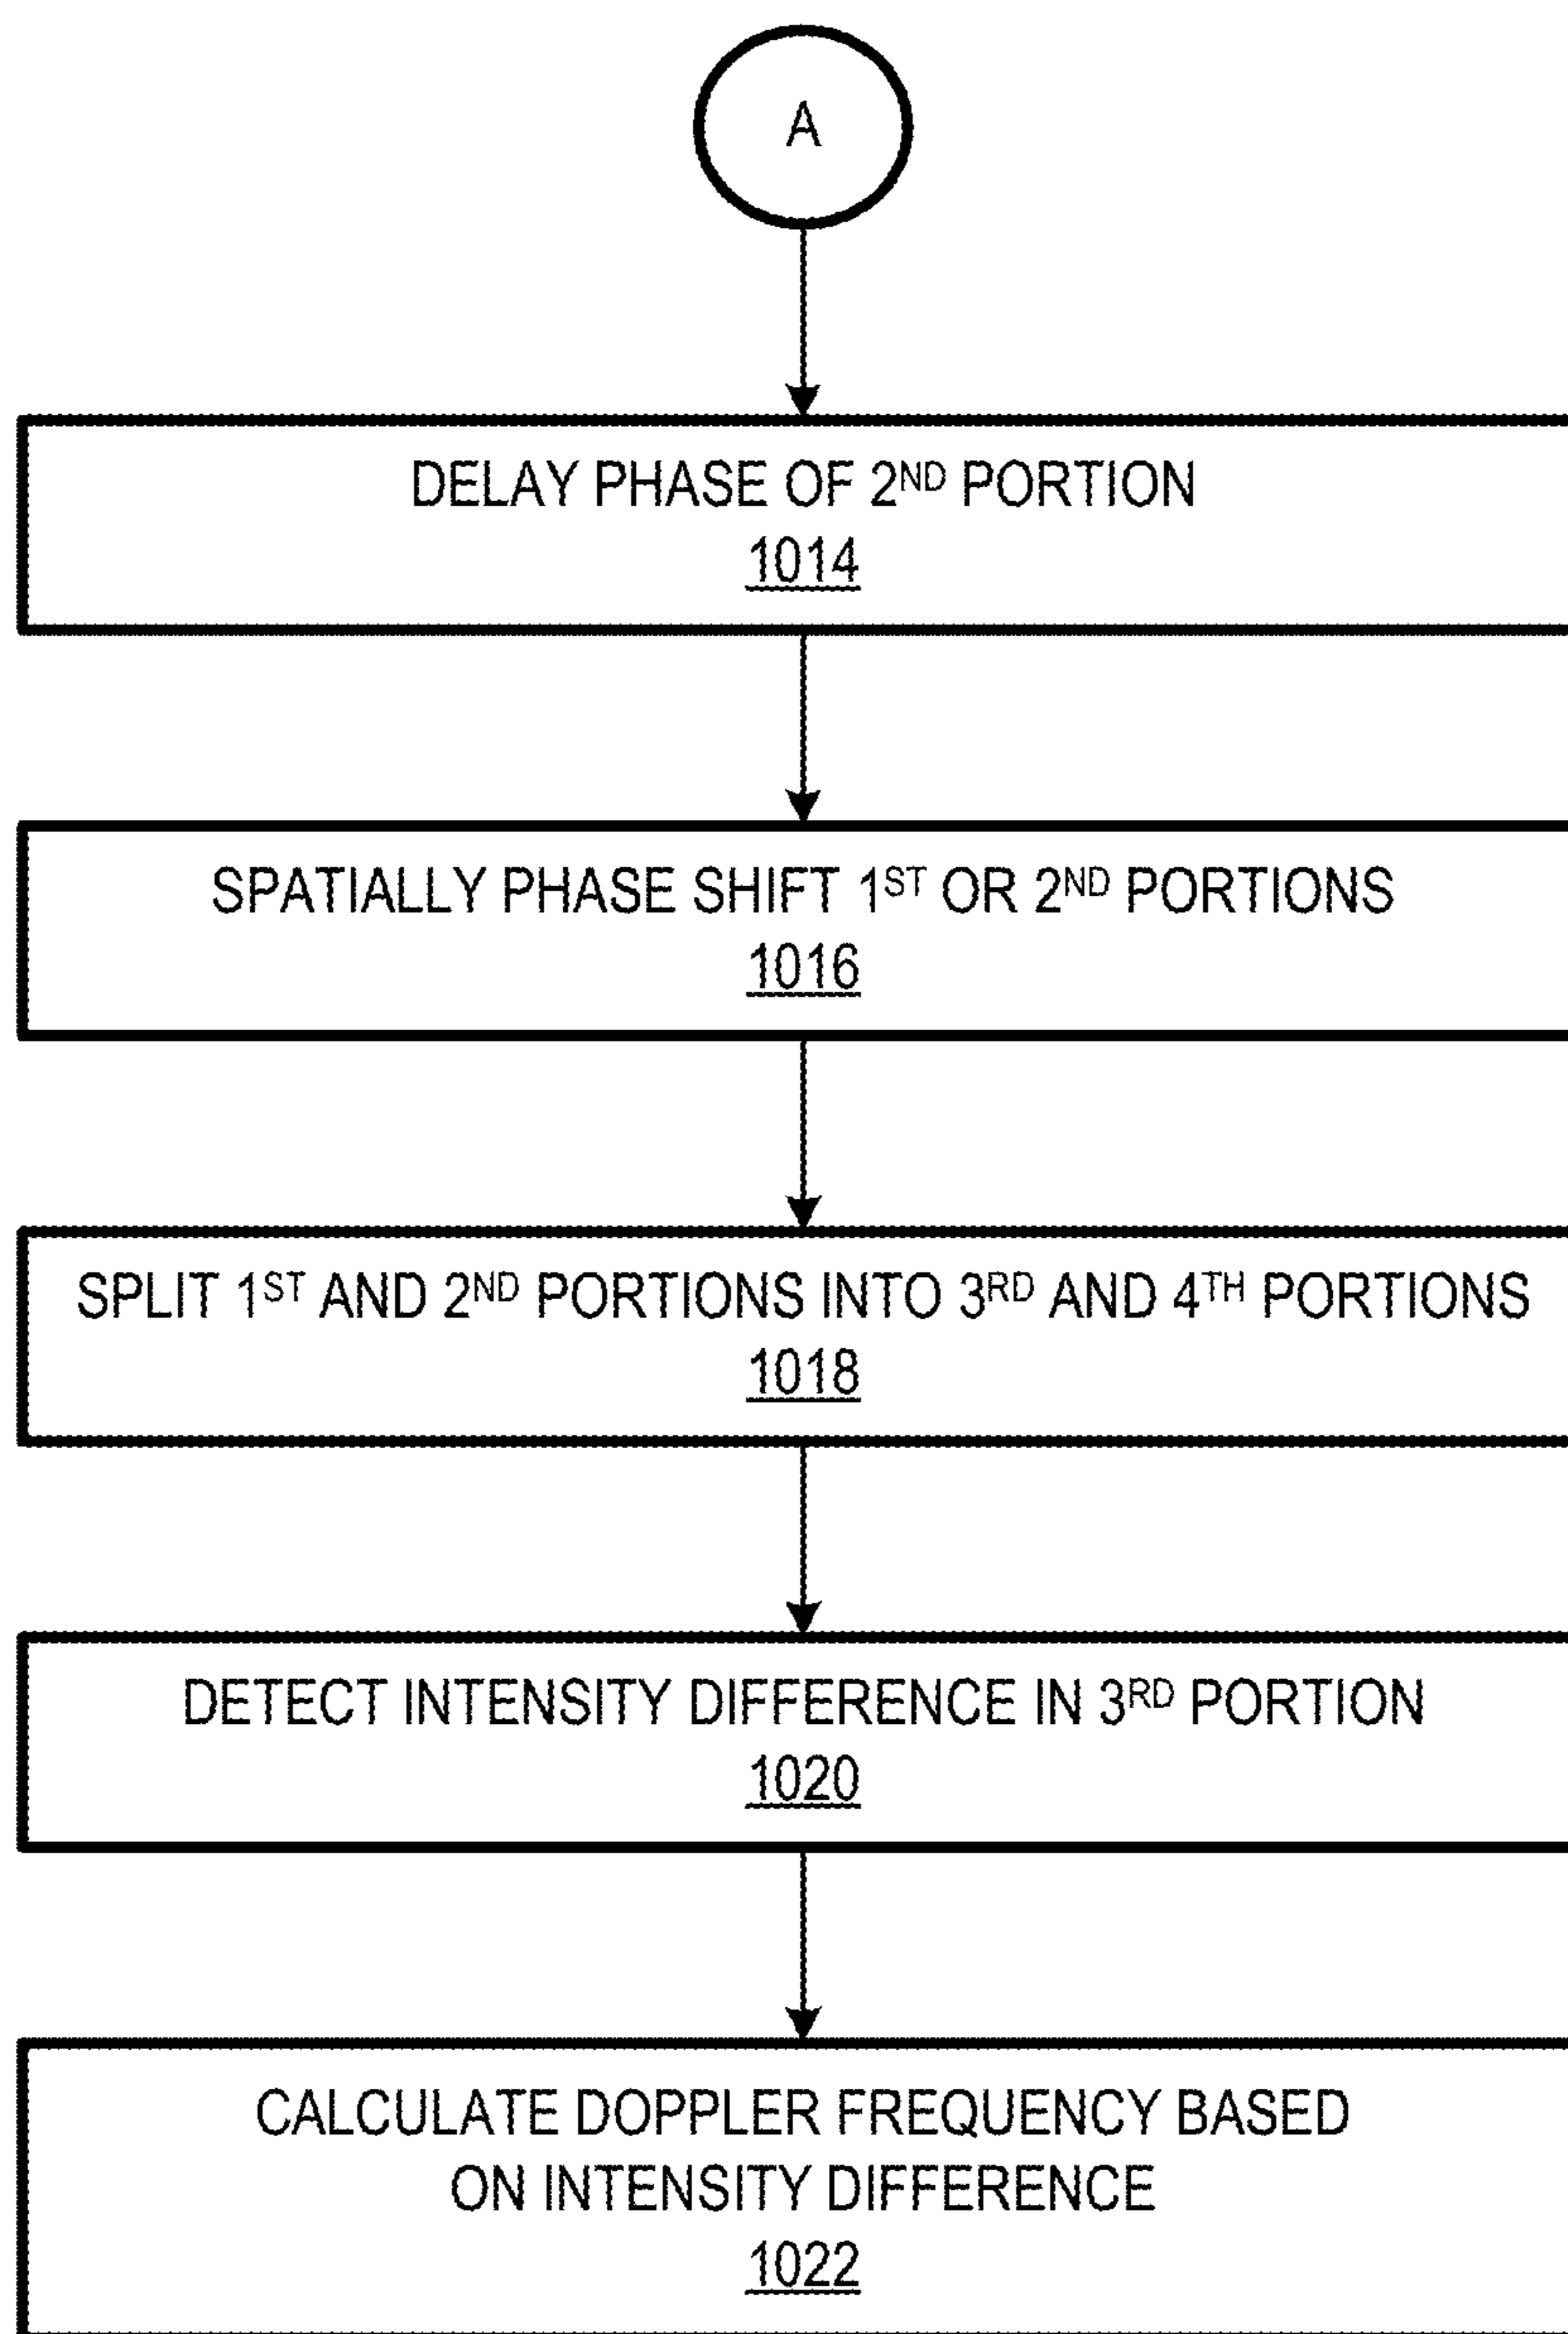 A
DELAY PHASE OF 2ND PORTION
1014
SPATIALLY PHASE SHIFT 1ST OR 2ND PORTIONS
1016
SPLIT 1ST AND 2ND PORTIONS INTO 3RD AND 4TH PORTIONS
1018
DETECT INTENSITY DIFFERENCE IN 3RD PORTION
1020
CALCULATE DOPPLER FREQUENCY BASED
ON INTENSITY DIFFERENCE
1022